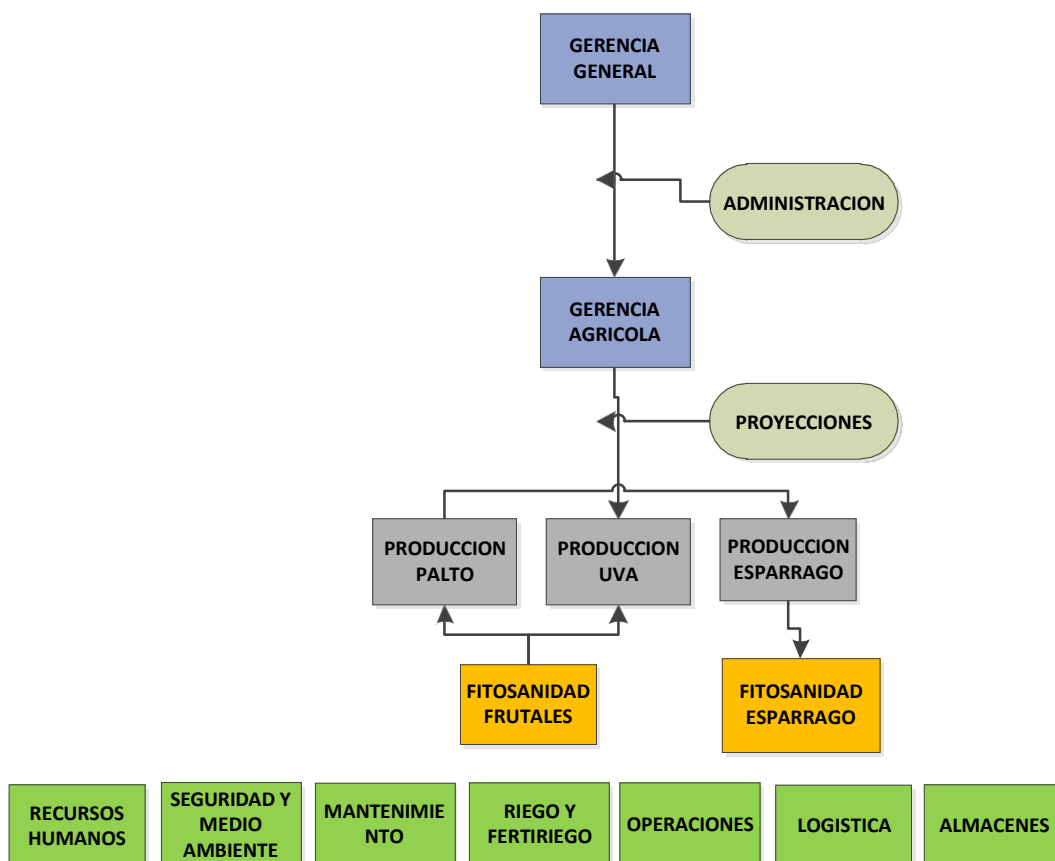 GERENCIA
GENERAL
ADMINISTRACION
GERENCIA
AGRICOLA
PROYECCIONES
PRODUCCION
PALTO
PRODUCCION
UVA
PRODUCCION
ESPARRAGO
FITOSANIDAD
FRUTALES
FITOSANIDAD
ESPARRAGO
RECURSOS
HUMANOS
SEGURIDAD Y
MEDIO
AMBIENTE
MANTENIMIE
NTO
RIEGO Y
FERTIRIEGO
OPERACIONES
LOGISTICA
ALMACENES